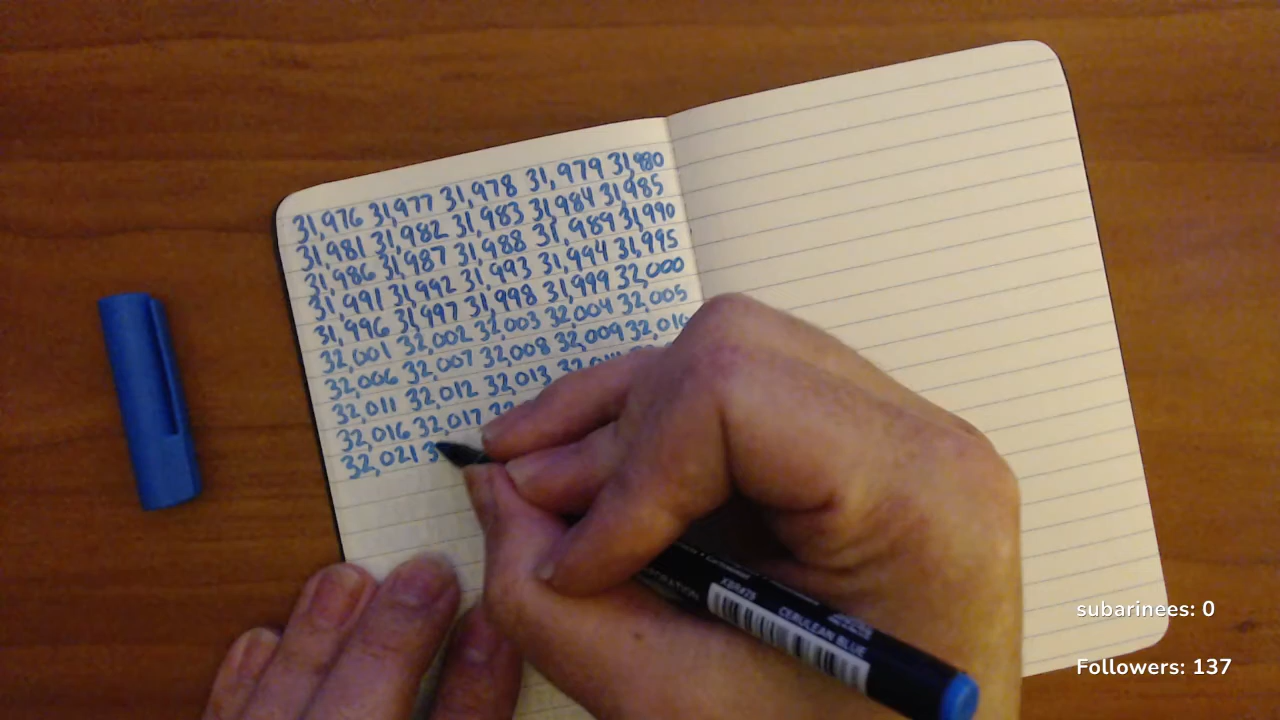 31,976 31,977 31,978 31,979 31,980
31,981 31,982 31,983 31,984 31,985
31,986 31,987 31,988 31,989 31,990
31,991 31,992 31,993 31,994 31,995
31,996 31,997 31,998 31,999 32,000
32,001 32,002 32,003 32,004 32,005
32,006 32,007 32,008 32,009 32,010
32,011 32,012 32,013
32,016 32,017
32,021 3
XBR425
CERULEAN BLUE
subarinees: 0
Followers: 137